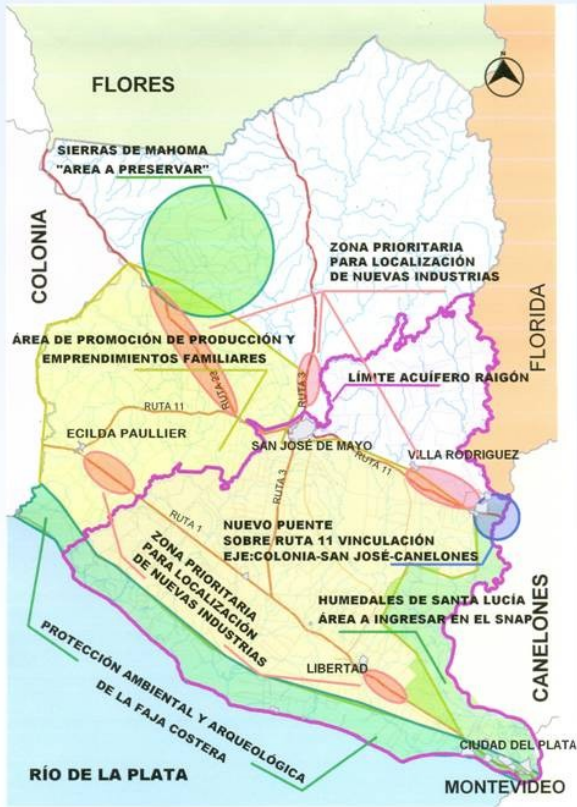 FLORES
N
SIERRAS DE MAHOMA
"AREA A PRESERVAR"
COLONIA
ZONA PRIORITARIA
PARA LOCALIZACIÓN
DE NUEVAS INDUSTRIAS
FLORIDA
ÁREA DE PROMOCIÓN DE PRODUCCIÓN Y
EMPRENDIMIENTOS FAMILIARES
LÍMITE ACUÍFERO RAIGÓN
RUTA 23
RUTA 3
RUTA 11
ECILDA PAULLIER
SAN JOSÉ DE MAYO
RUTA 11
VILLA RODRIGUEZ
RUTA 3
RUTA 1
NUEVO PUENTE
SOBRE RUTA 11 VINCULACIÓN
EJE:COLONIA-SAN JOSÉ-CANELONES
ZONA PRIORITARIA
PARA LOCALIZACIÓN
DE NUEVAS INDUSTRIAS
HUMEDALES DE SANTA LUCÍA
ÁREA A INGRESAR EN EL SNAP
CANELONES
PROTECCIÓN AMBIENTAL Y ARQUEOLÓGICA
DE LA FAJA COSTERA
LIBERTAD
CIUDAD DEL PLATA
RÍO DE LA PLATA
MONTEVIDEO